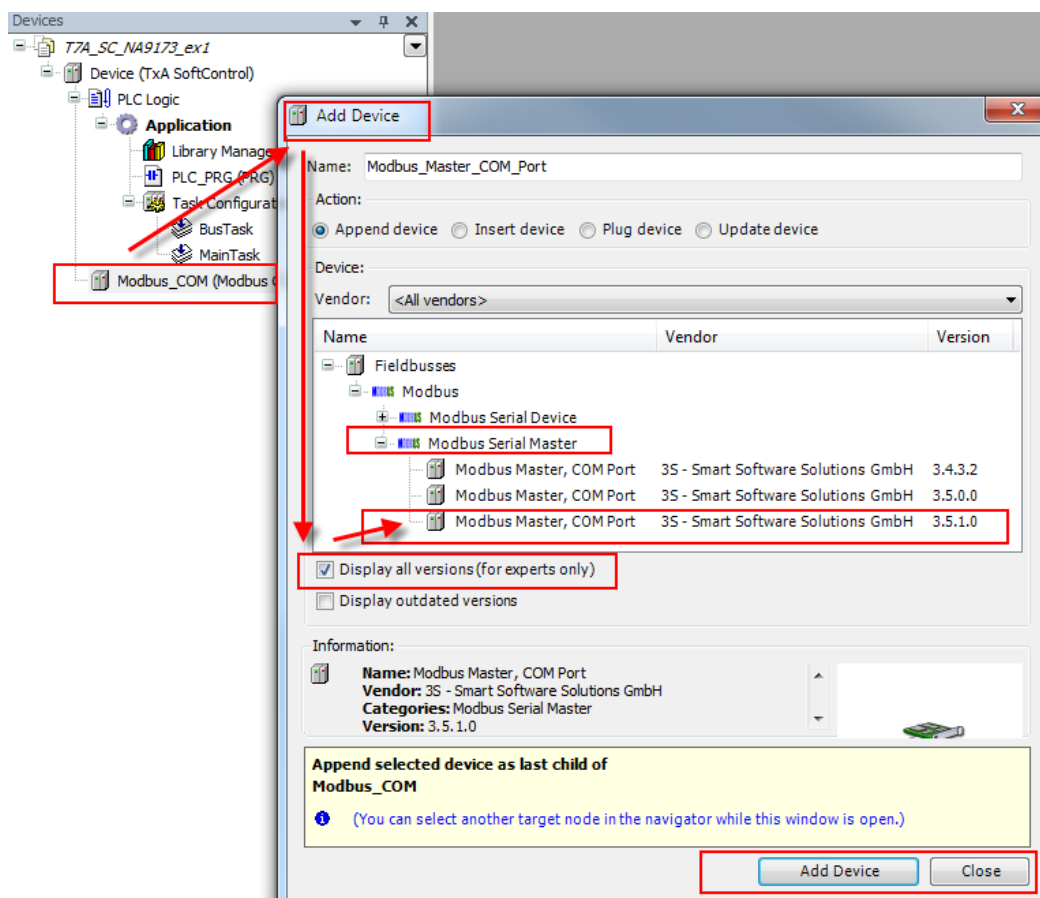 Devices
T7A_SC_NA9173_ex1
Device (TxA SoftControl)
PLC Logic
Application
Library Manage
PLC_PRG (PRG)
Task Configurat
BusTask
MainTask
Modbus_COM (Modbus
Add Device
Name: Modbus_Master_COM_Port
Action:
Append device Insert device Plug device Update device
Device:
Vendor: <All vendors>
Name Vendor Version
Fieldbusses
MODBUS Modbus
MODBUS Modbus Serial Device
MODBUS Modbus Serial Master
Modbus Master, COM Port 3S - Smart Software Solutions GmbH 3.4.3.2
Modbus Master, COM Port 3S - Smart Software Solutions GmbH 3.5.0.0
Modbus Master, COM Port 3S - Smart Software Solutions GmbH 3.5.1.0
Display all versions (for experts only)
Display outdated versions
Information:
Name: Modbus Master, COM Port
Vendor: 3S - Smart Software Solutions GmbH
Categories: Modbus Serial Master
Version: 3.5.1.0
Append selected device as last child of
Modbus_COM
(You can select another target node in the navigator while this window is open.)
Add Device Close